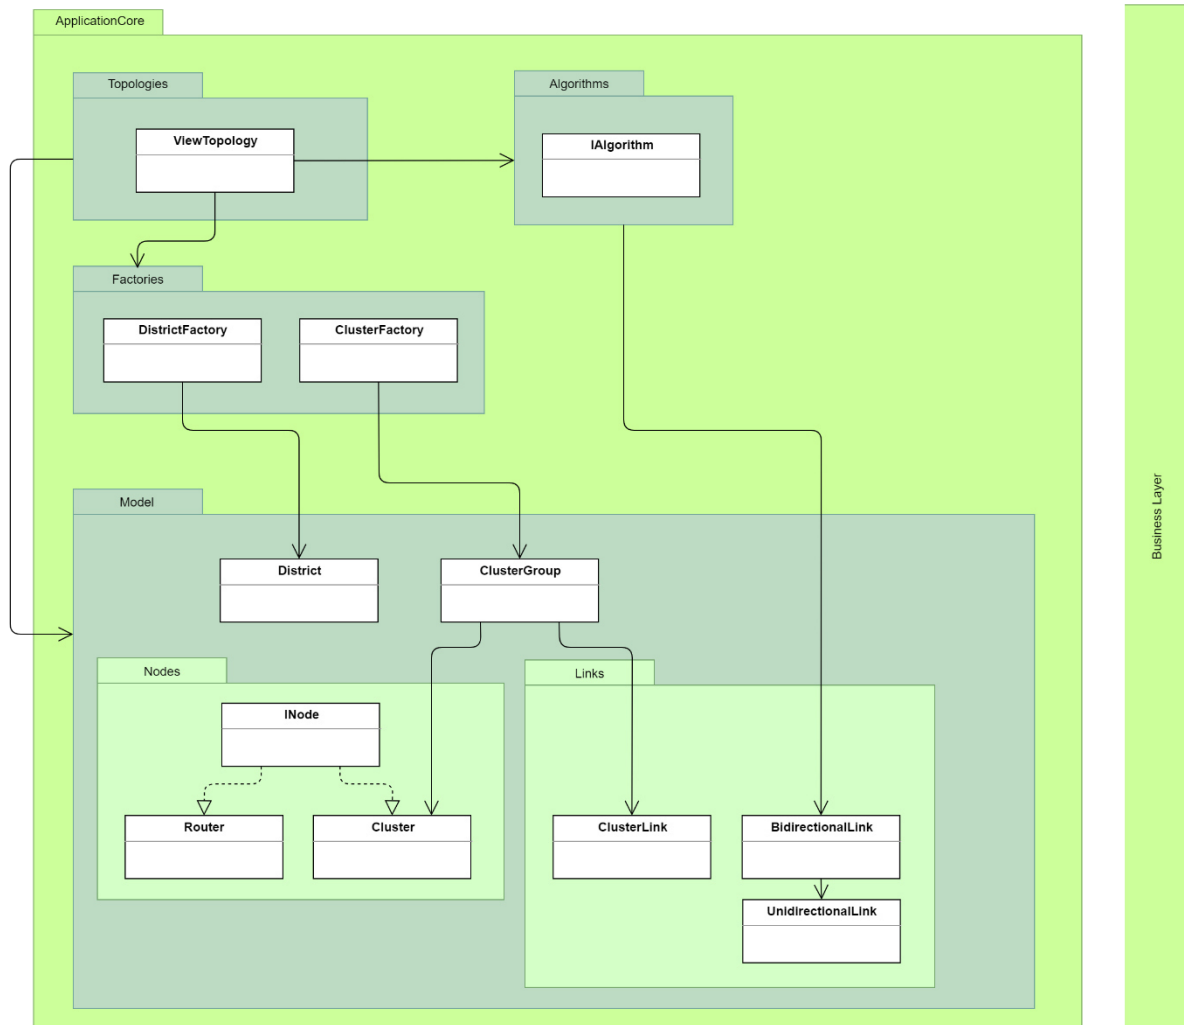 ApplicationCore
Topologies
ViewTopology
Algorithms
IAlgorithm
Factories
DistrictFactory
ClusterFactory
Model
District
ClusterGroup
Nodes
INode
Router
Cluster
Links
ClusterLink
BidirectionalLink
UnidirectionalLink
Business Layer